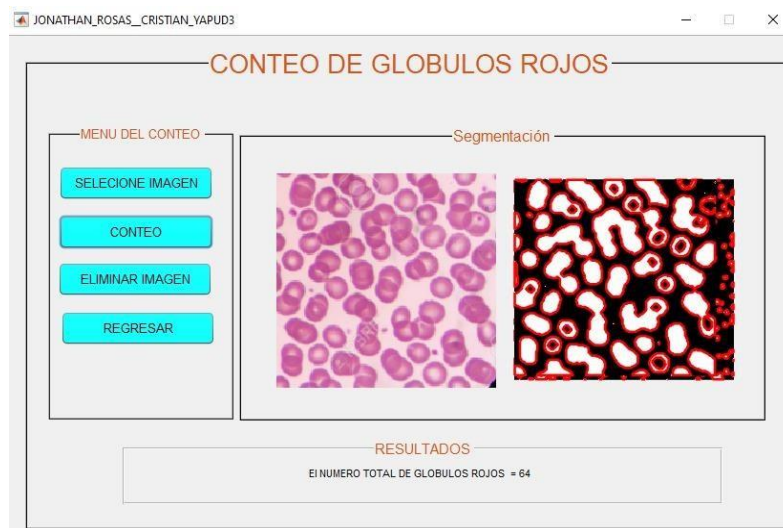 JONATHAN_ROSAS__CRISTIAN_YAPUD3
CONTEO DE GLOBULOS ROJOS
MENU DEL CONTEO
SELECIONE IMAGEN
CONTEO
ELIMINAR IMAGEN
REGRESAR
Segmentación
RESULTADOS
El NUMERO TOTAL DE GLOBULOS ROJOS = 64